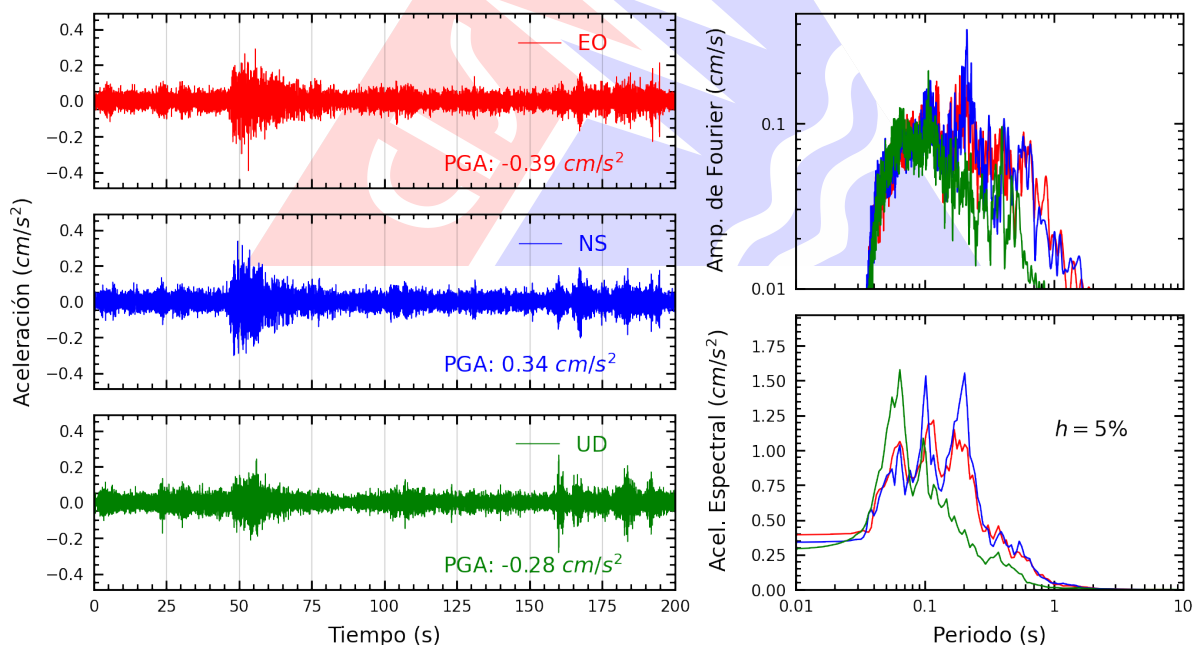 Aceleración (cm/s²)
0.4
0.2
0.0
−0.2
−0.4
EO
PGA: -0.39 cm/s²
0.4
0.2
0.0
−0.2
−0.4
NS
PGA: 0.34 cm/s²
0.4
0.2
0.0
−0.2
−0.4
UD
PGA: -0.28 cm/s²
0 25 50 75 100 125 150 175 200
Tiempo (s)
Amp. de Fourier (cm/s)
0.1
0.01
Acel. Espectral (cm/s²)
1.75
1.50
1.25
1.00
0.75
0.50
0.25
0.00
h = 5%
0.01 0.1 1 10
Periodo (s)